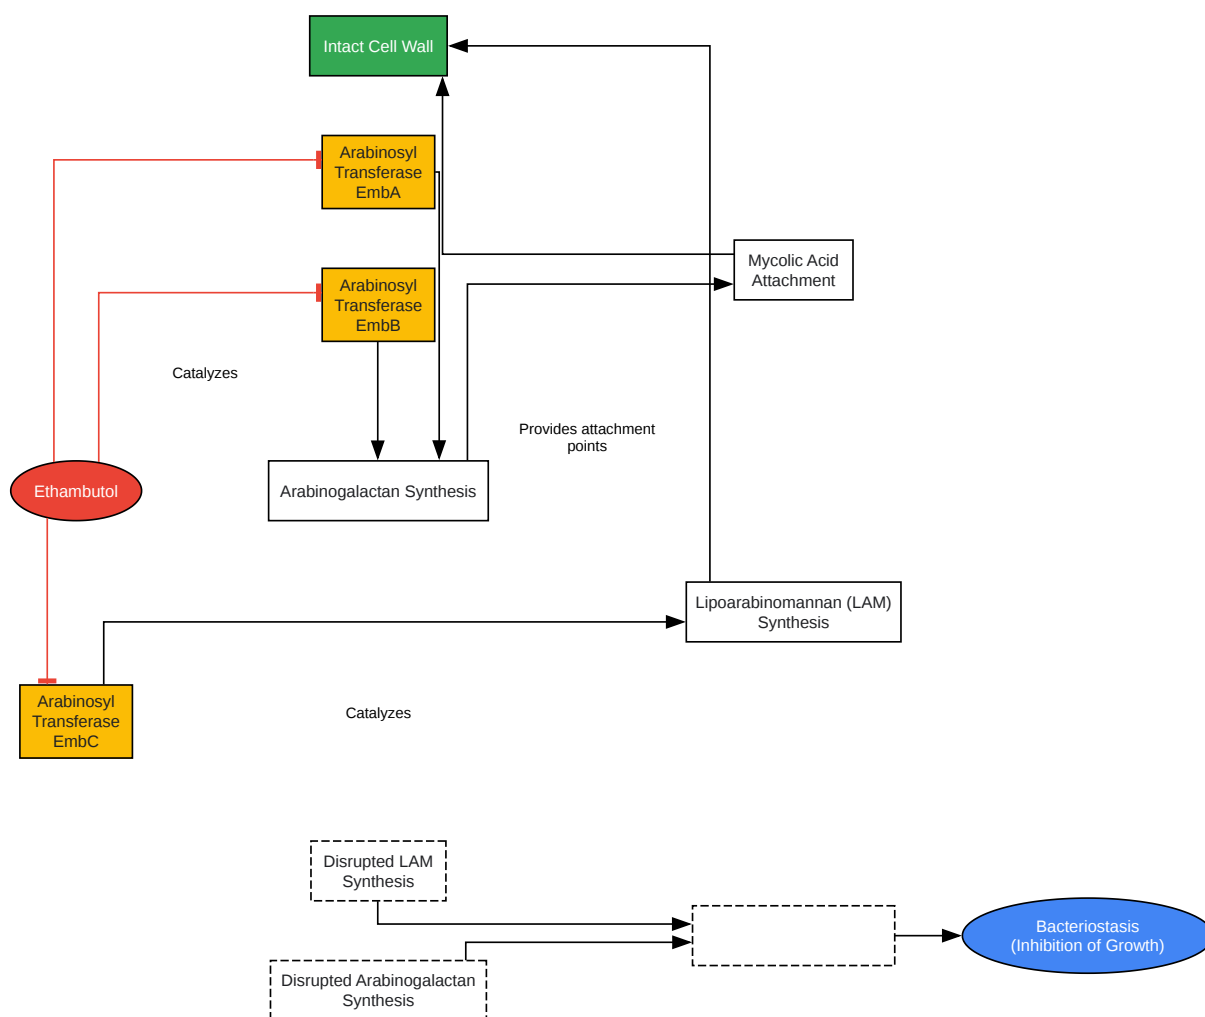 Intact Cell Wall
Arabinosyl
Transferase
EmbA
Mycolic Acid
Attachment
Arabinosyl
Transferase
EmbB
Catalyzes
Provides attachment
points
Ethambutol
Arabinogalactan Synthesis
Lipoarabinomannan (LAM)
Synthesis
Arabinosyl
Transferase
EmbC
Catalyzes
Disrupted LAM
Synthesis
Bacteriostasis
(Inhibition of Growth)
Disrupted Arabinogalactan
Synthesis